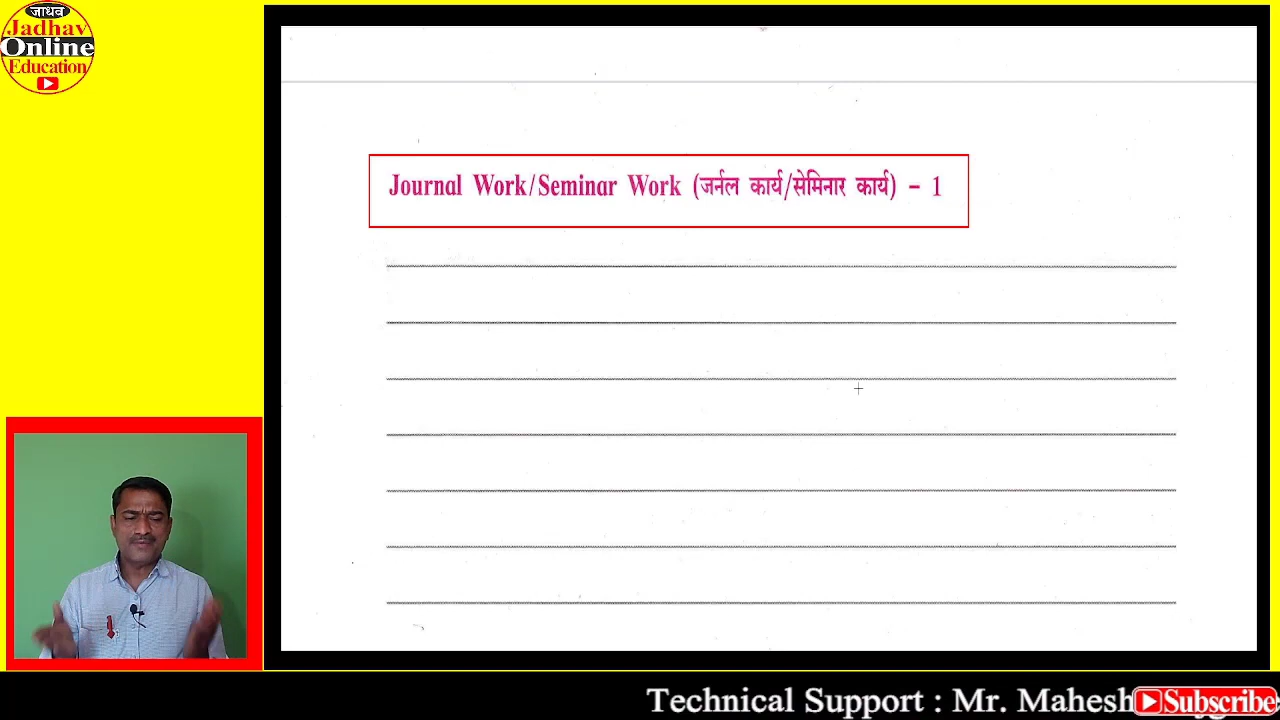 जाधव
Jadhav
Online
Education
Journal Work/Seminar Work (जर्नल कार्य/सेमिनार कार्य) – 1
Technical Support : Mr. Mahesh
Subscribe